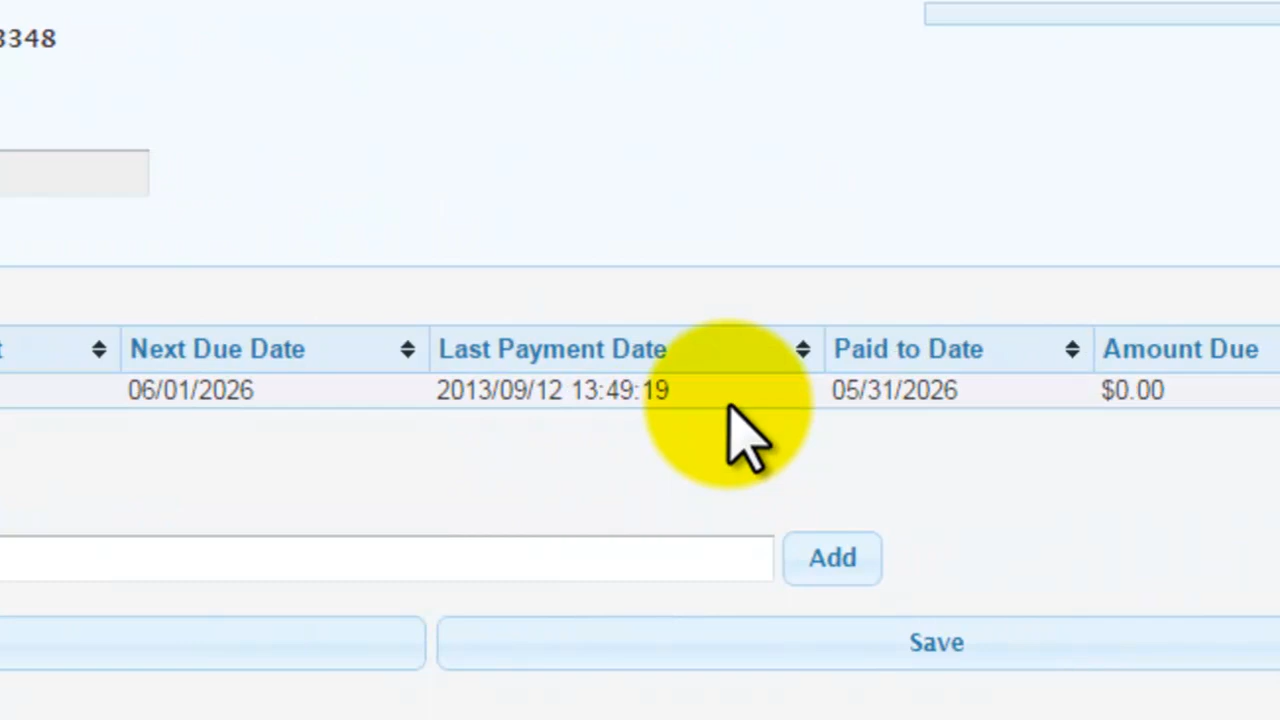 3348
Next Due Date Last Payment Date Paid to Date Amount Due
06/01/2026 2013/09/12 13:49:19 05/31/2026 $0.00
Add
Save